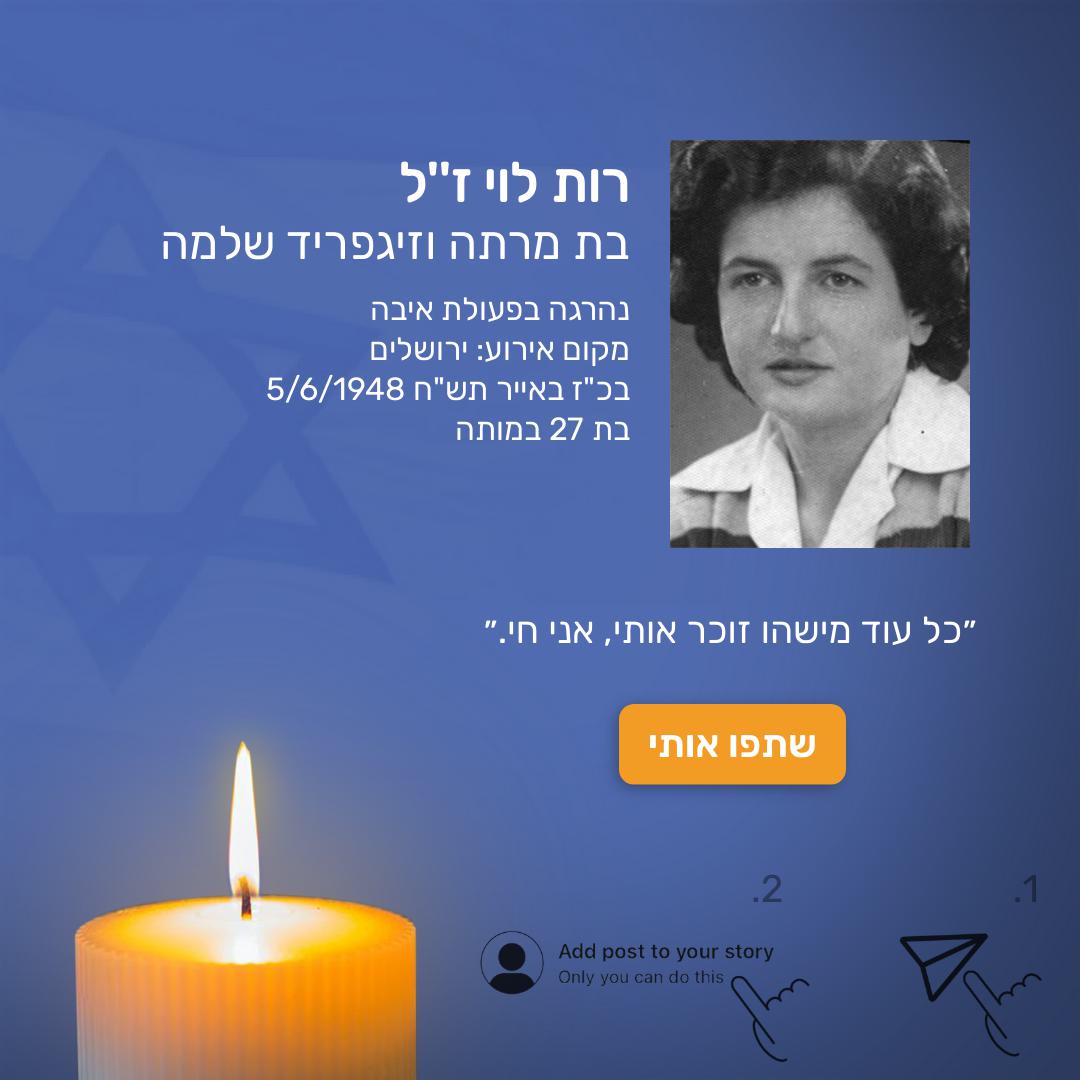 רות לוי ז"ל
בת מרתה וזיגפריד שלמה
נהרגה בפעולת איבה
מקום אירוע: ירושלים
בכ"ז באייר תש"ח 5/6/1948
בת 27 במותה
״כל עוד מישהו זוכר אותי, אני חי.״
שתפו אותי
1.
2.
Add post to your story
Only you can do this